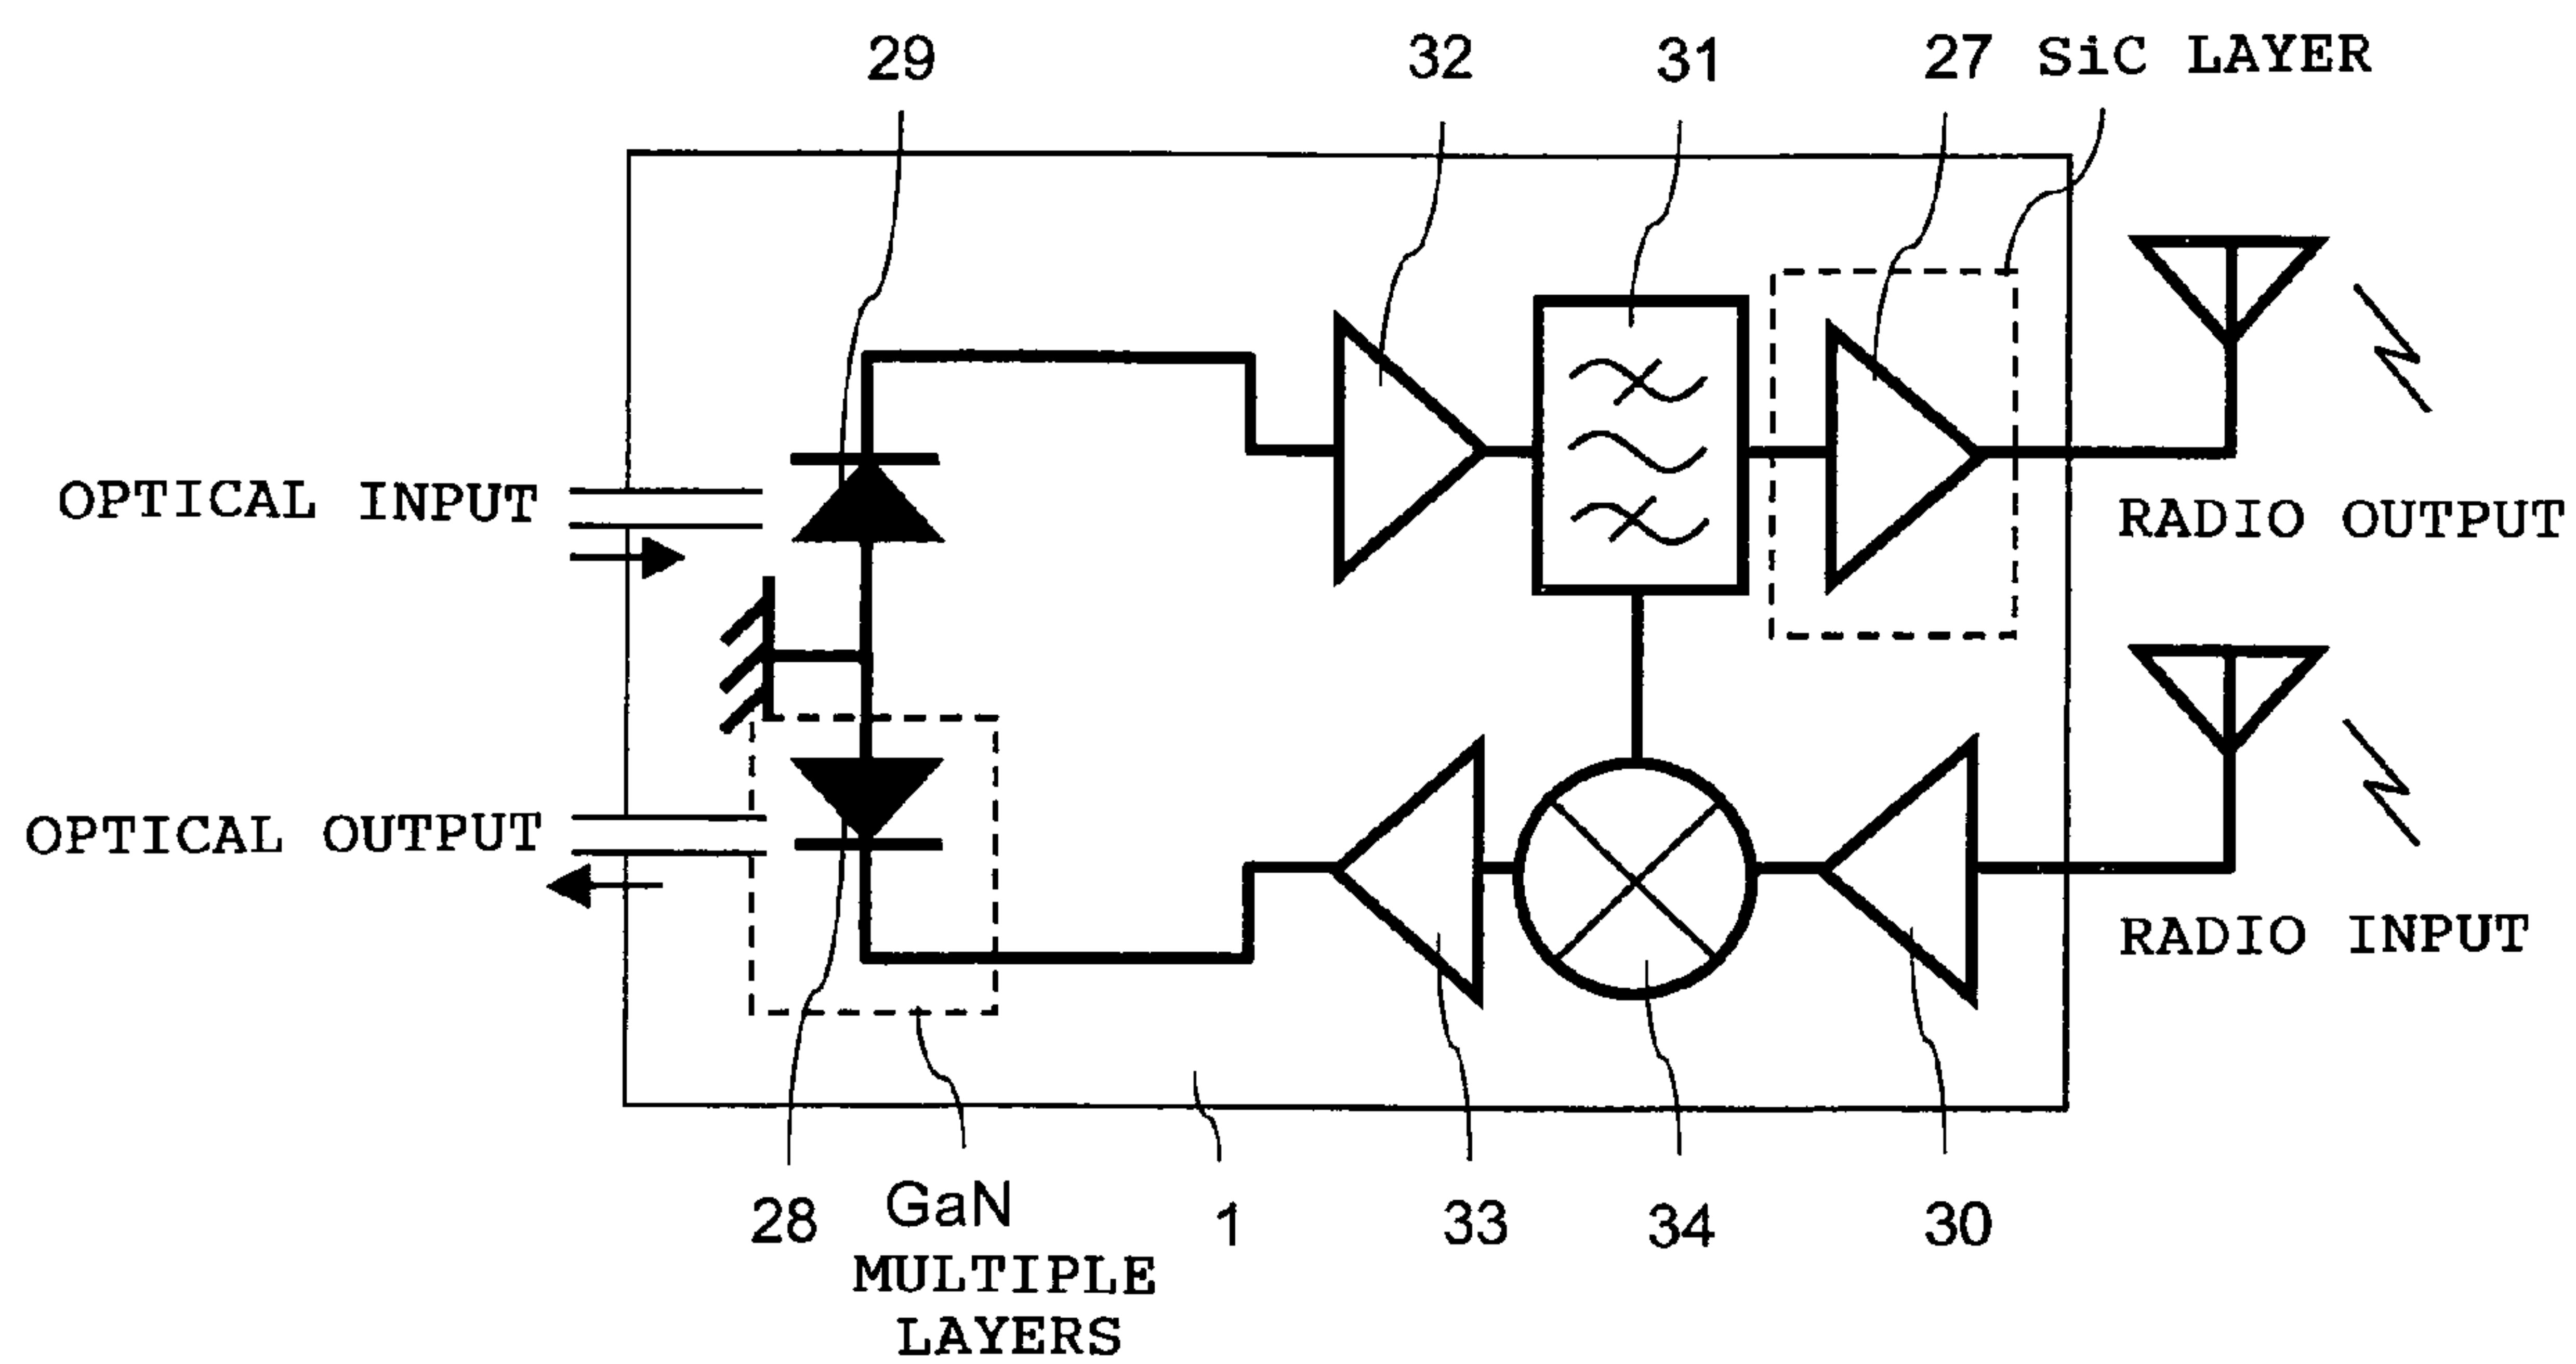 29
32
31
27
SiC LAYER
OPTICAL INPUT
RADIO OUTPUT
OPTICAL OUTPUT
RADIO INPUT
28
GaN
MULTIPLE
LAYERS
1
33
34
30